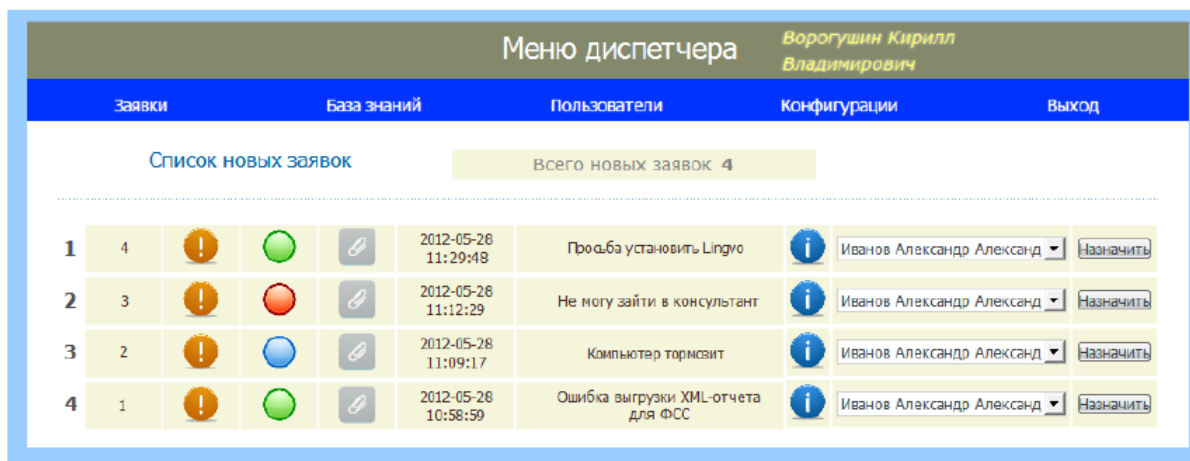 Меню диспетчера
Ворогушин Кирилл
Владимирович
Заявки База знаний Пользователи Конфигурации Выход
Список новых заявок Всего новых заявок 4
1 4 2012-05-28 11:29:48 Просьба установить Lingvo Иванов Александр Александ Назначить
2 3 2012-05-28 11:12:29 Не могу зайти в консультант Иванов Александр Александ Назначить
3 2 2012-05-28 11:09:17 Компьютер тормозит Иванов Александр Александ Назначить
4 1 2012-05-28 10:58:59 Ошибка выгрузки XML-отчета для ФСС Иванов Александр Александ Назначить